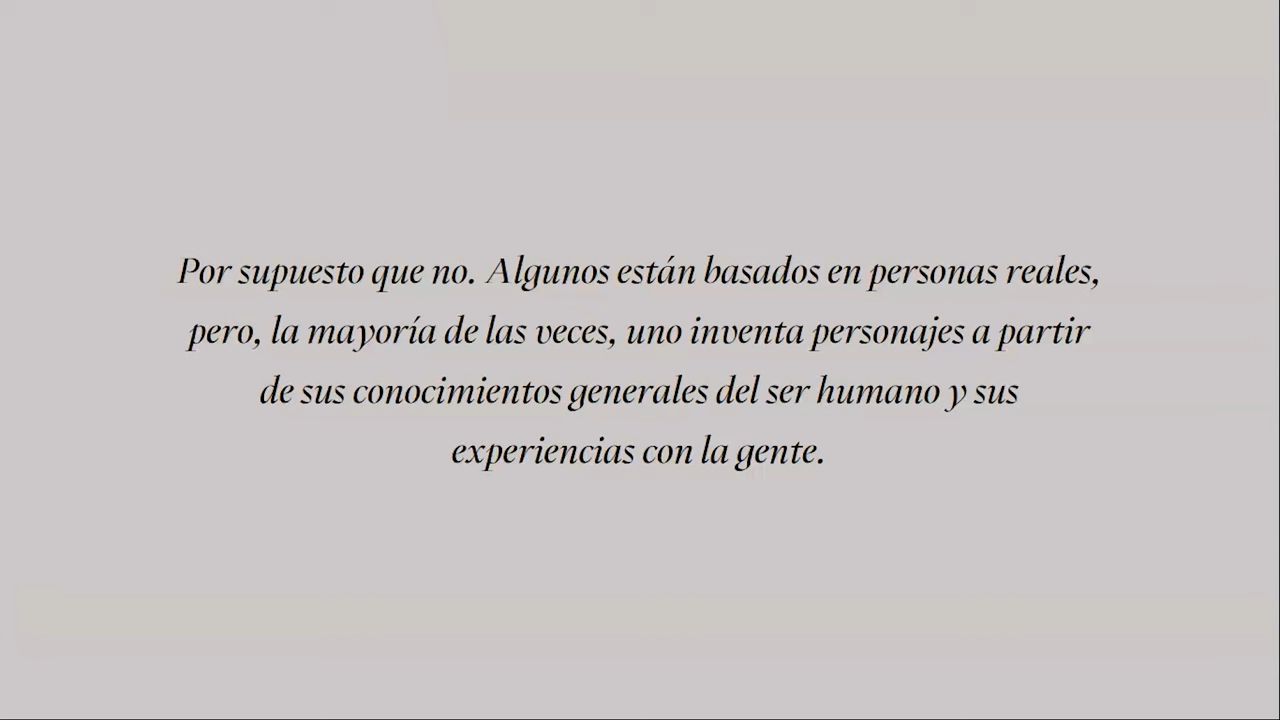 Por supuesto que no. Algunos están basados en personas reales,
pero, la mayoría de las veces, uno inventa personajes a partir
de sus conocimientos generales del ser humano y sus
experiencias con la gente.